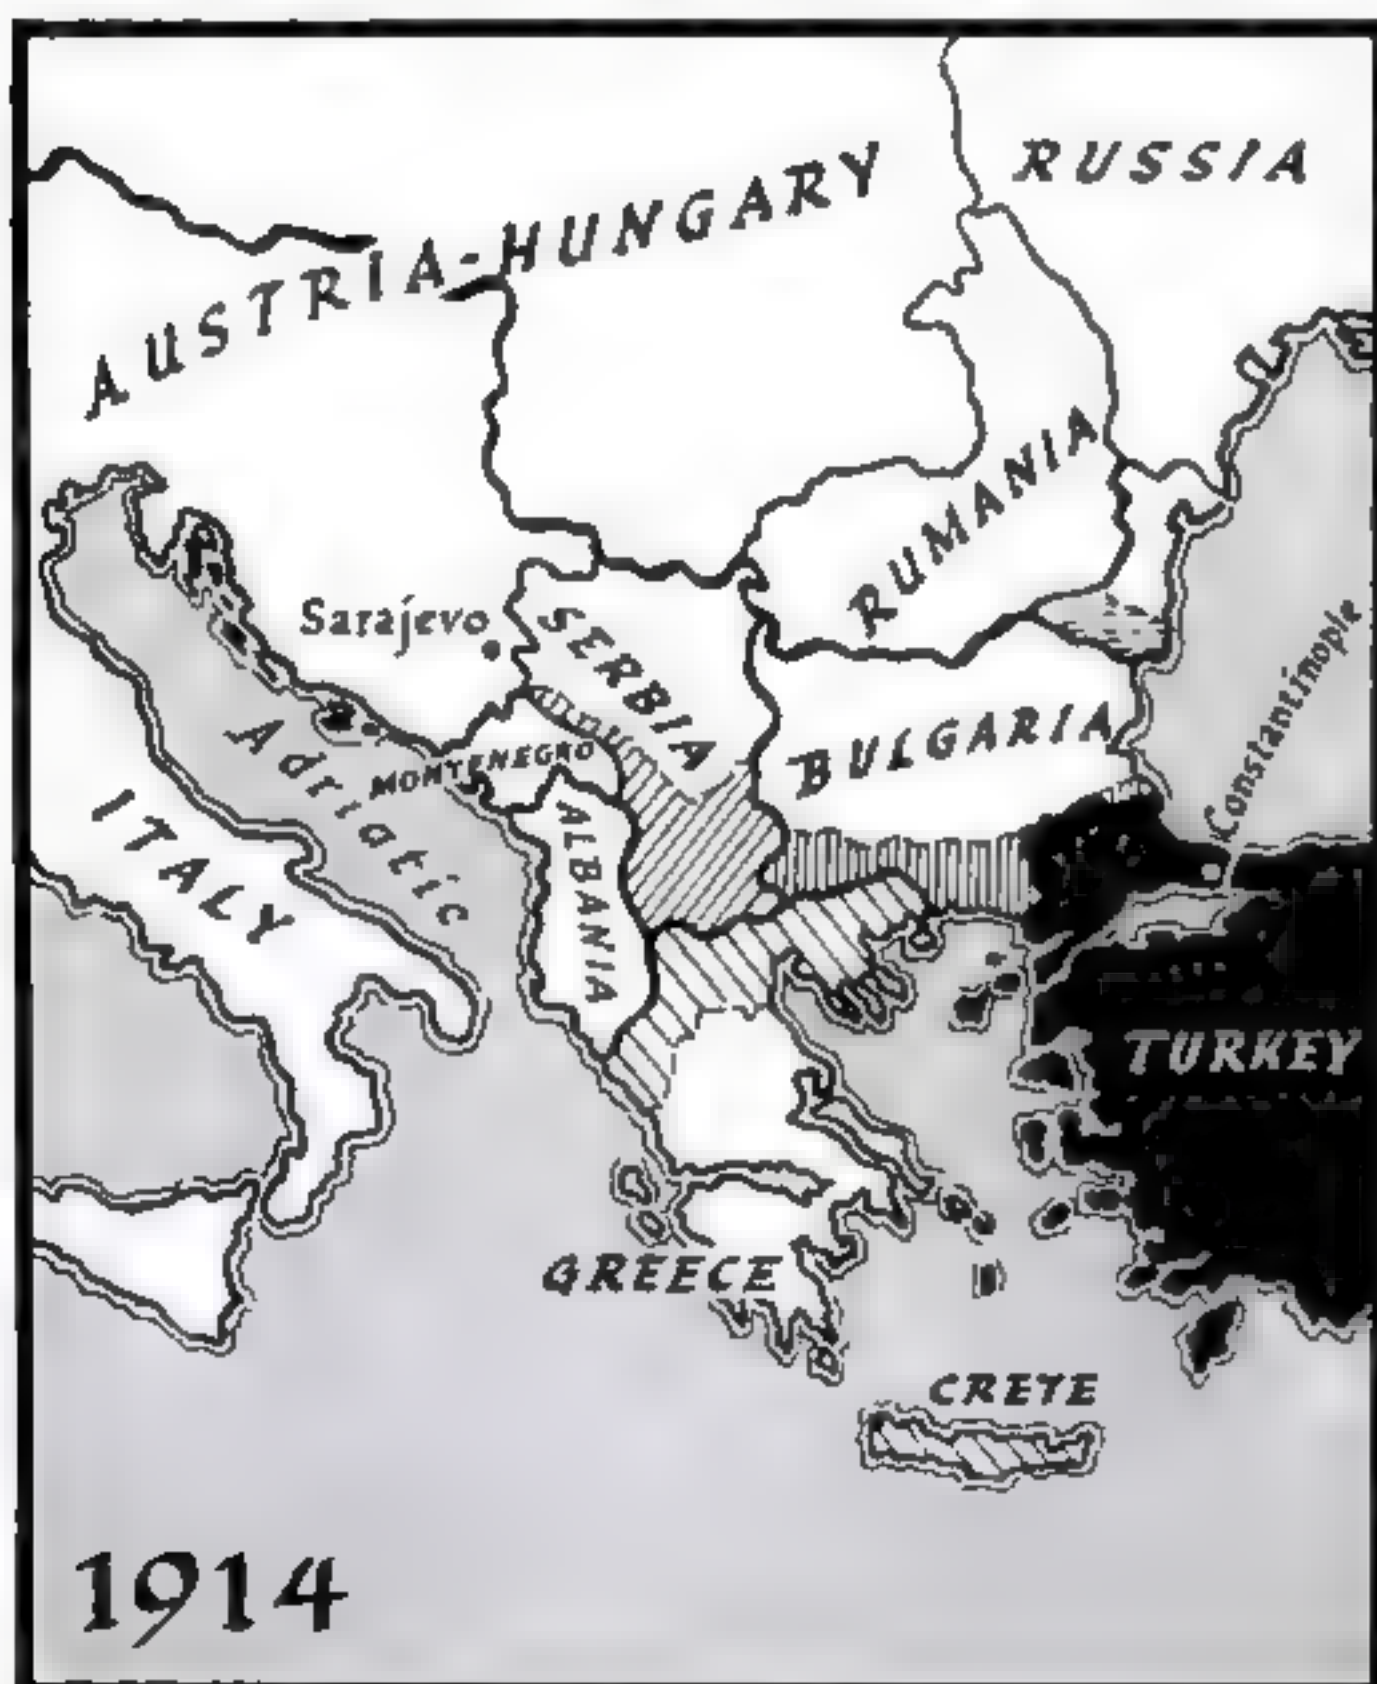 RUSSIA
AUSTRIA-HUNGARY
RUMANIA
Sarajevo
SERBIA
Constantinople
BULGARIA
Adriatic
MONTENEGRO
ITALY
ALBANIA
TURKEY
GREECE
CRETE
1914